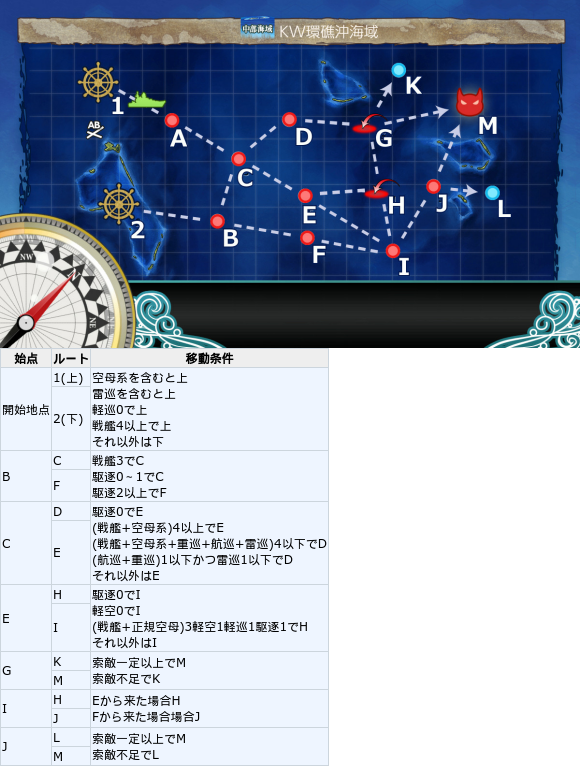 中部海域 KW環礁沖海域
K
1
M
AB
A
D
G
C
J
E
H
L
2
B
F
I
NW
N
NE
始点 ルート 移動条件
開始地点 1(上) 空母系を含むと上
2(下) 雷巡を含むと上
軽巡0で上
戦艦4以上で上
それ以外は下
B C 戦艦3でC
F 駆逐0～1でC
駆逐2以上でF
C D 駆逐0でE
E (戦艦+空母系)4以上でE
(戦艦+空母系+重巡+航巡+雷巡)4以下でD
(航巡+重巡)1以下かつ雷巡1以下でD
それ以外はE
E H 駆逐0でI
I 軽空0でI
(戦艦+正規空母)3軽空1軽巡1駆逐1でH
それ以外はI
G K 索敵一定以上でM
M 索敵不足でK
I H Eから来た場合H
J Fから来た場合場合J
J L 索敵一定以上でM
M 索敵不足でL